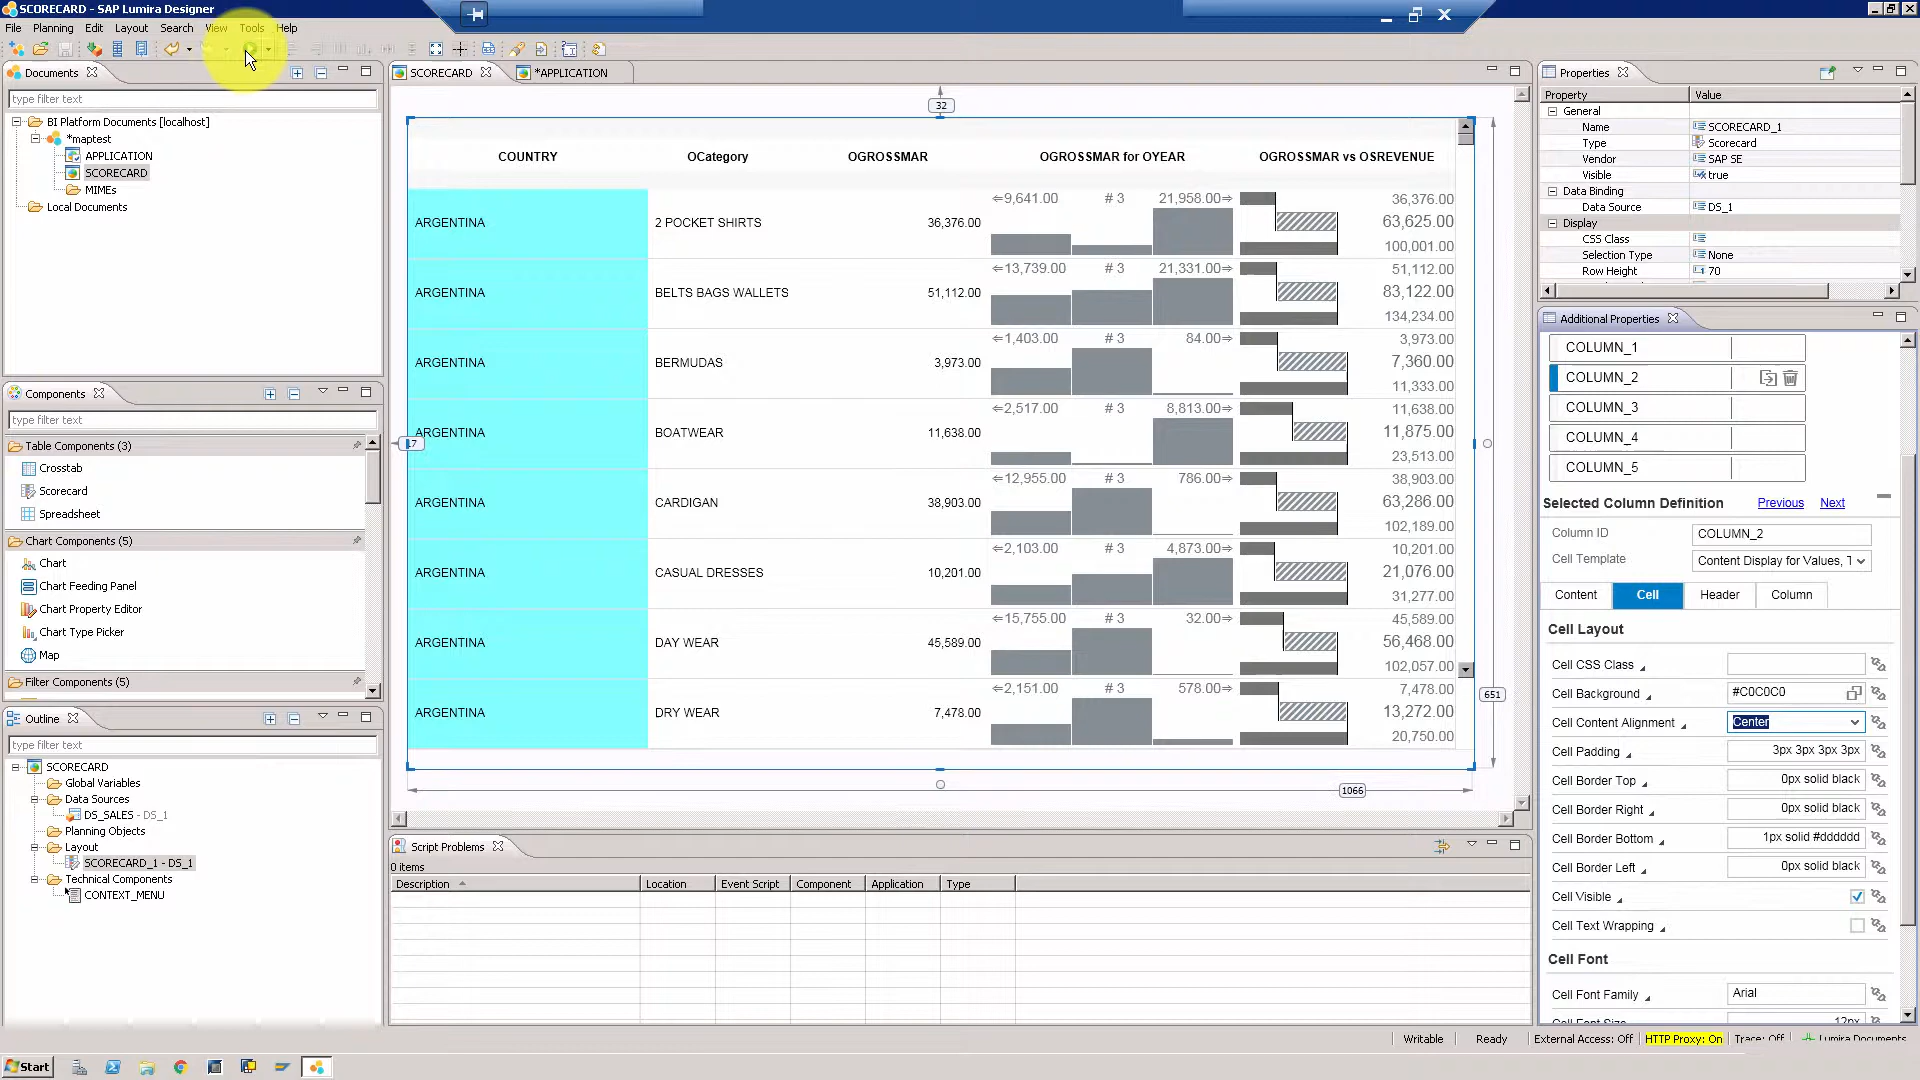 SCORECARD - SAP Lumira Designer
File Planning Edit Layout Search View Tools Help
Documents
type filter text
BI Platform Documents [localhost]
*maptest
APPLICATION
SCORECARD
MIMEs
Local Documents
Components
type filter text
Table Components (3)
Crosstab
Scorecard
Spreadsheet
Chart Components (5)
Chart
Chart Feeding Panel
Chart Property Editor
Chart Type Picker
Map
Filter Components (5)
Outline
type filter text
SCORECARD
Global Variables
Data Sources
DS_SALES - DS_1
Planning Objects
Layout
SCORECARD_1 - DS_1
Technical Components
CONTEXT_MENU
SCORECARD *APPLICATION
32
COUNTRY OCategory OGROSSMAR OGROSSMAR for OYEAR OGROSSMAR vs OSREVENUE
ARGENTINA 2 POCKET SHIRTS 36,376.00 ⇐9,641.00 # 3 21,958.00⇒ 36,376.00
63,625.00
100,001.00
ARGENTINA BELTS BAGS WALLETS 51,112.00 ⇐13,739.00 # 3 21,331.00⇒ 51,112.00
83,122.00
134,234.00
ARGENTINA BERMUDAS 3,973.00 ⇐1,403.00 # 3 84.00⇒ 3,973.00
7,360.00
11,333.00
ARGENTINA BOATWEAR 11,638.00 ⇐2,517.00 # 3 8,813.00⇒ 11,638.00
11,875.00
23,513.00
ARGENTINA CARDIGAN 38,903.00 ⇐12,955.00 # 3 786.00⇒ 38,903.00
63,286.00
102,189.00
ARGENTINA CASUAL DRESSES 10,201.00 ⇐2,103.00 # 3 4,873.00⇒ 10,201.00
21,076.00
31,277.00
ARGENTINA DAY WEAR 45,589.00 ⇐15,755.00 # 3 32.00⇒ 45,589.00
56,468.00
102,057.00
ARGENTINA DRY WEAR 7,478.00 ⇐2,151.00 # 3 578.00⇒ 7,478.00
13,272.00
20,750.00
17
651
1066
Script Problems
0 items
Description Location Event Script Component Application Type
Properties
Property Value
General
Name SCORECARD_1
Type Scorecard
Vendor SAP SE
Visible true
Data Binding
Data Source DS_1
Display
CSS Class
Selection Type None
Row Height 70
Additional Properties
COLUMN_1
COLUMN_2
COLUMN_3
COLUMN_4
COLUMN_5
Selected Column Definition Previous Next
Column ID COLUMN_2
Cell Template Content Display for Values, T
Content Cell Header Column
Cell Layout
Cell CSS Class
Cell Background #C0C0C0
Cell Content Alignment Center
Cell Padding 3px 3px 3px 3px
Cell Border Top 0px solid black
Cell Border Right 0px solid black
Cell Border Bottom 1px solid #dddddd
Cell Border Left 0px solid black
Cell Visible
Cell Text Wrapping
Cell Font
Cell Font Family Arial
Cell Font Size 12px
Writable Ready External Access: Off HTTP Proxy: On Trace: Off Lumira Documents
Start